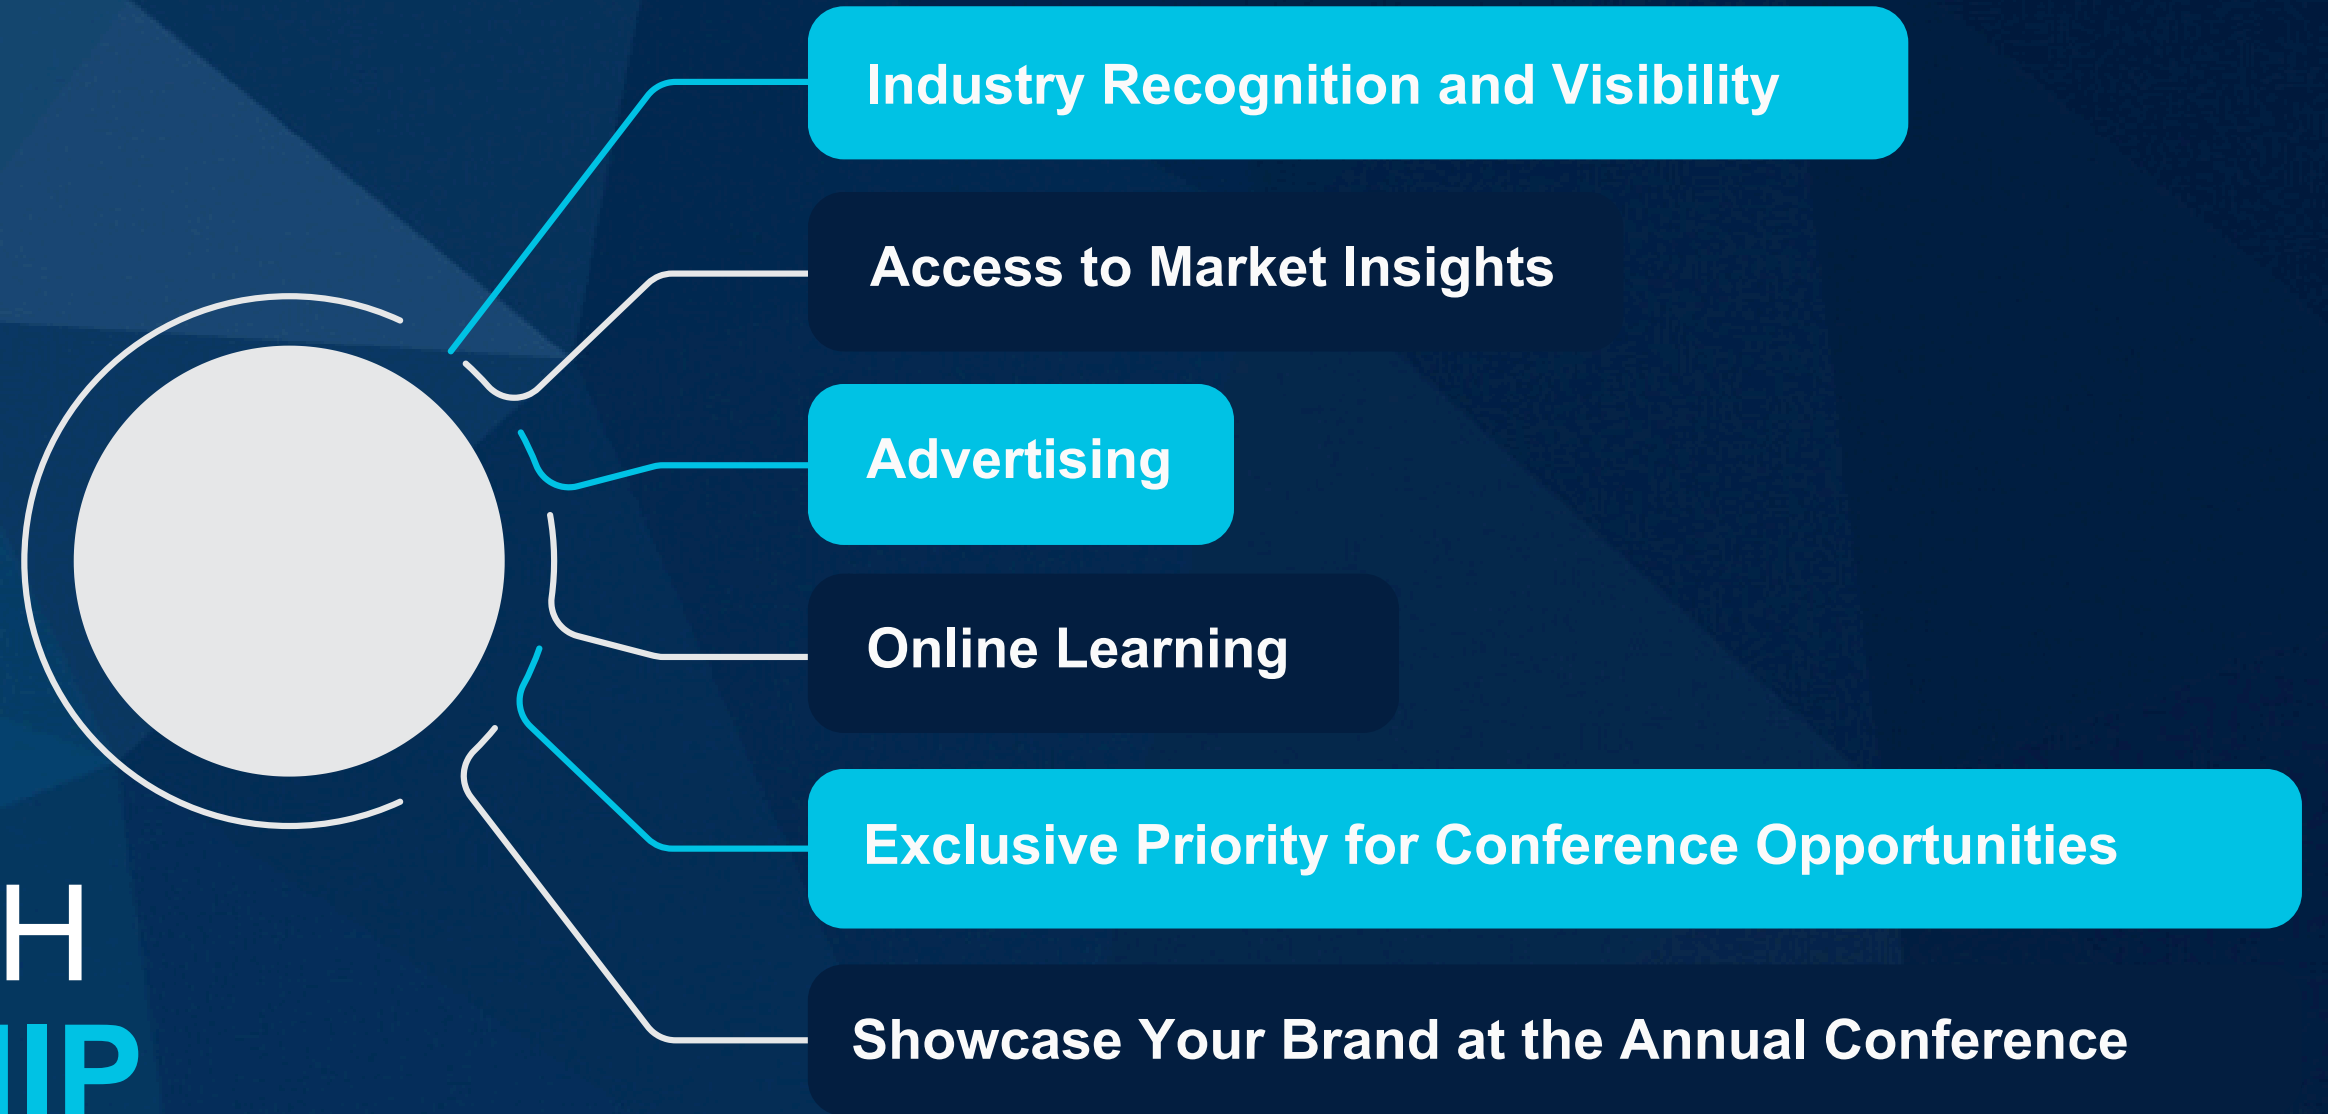 Industry Recognition and Visibility
Access to Market Insights
Advertising
Online Learning
Exclusive Priority for Conference Opportunities
Showcase Your Brand at the Annual Conference
H